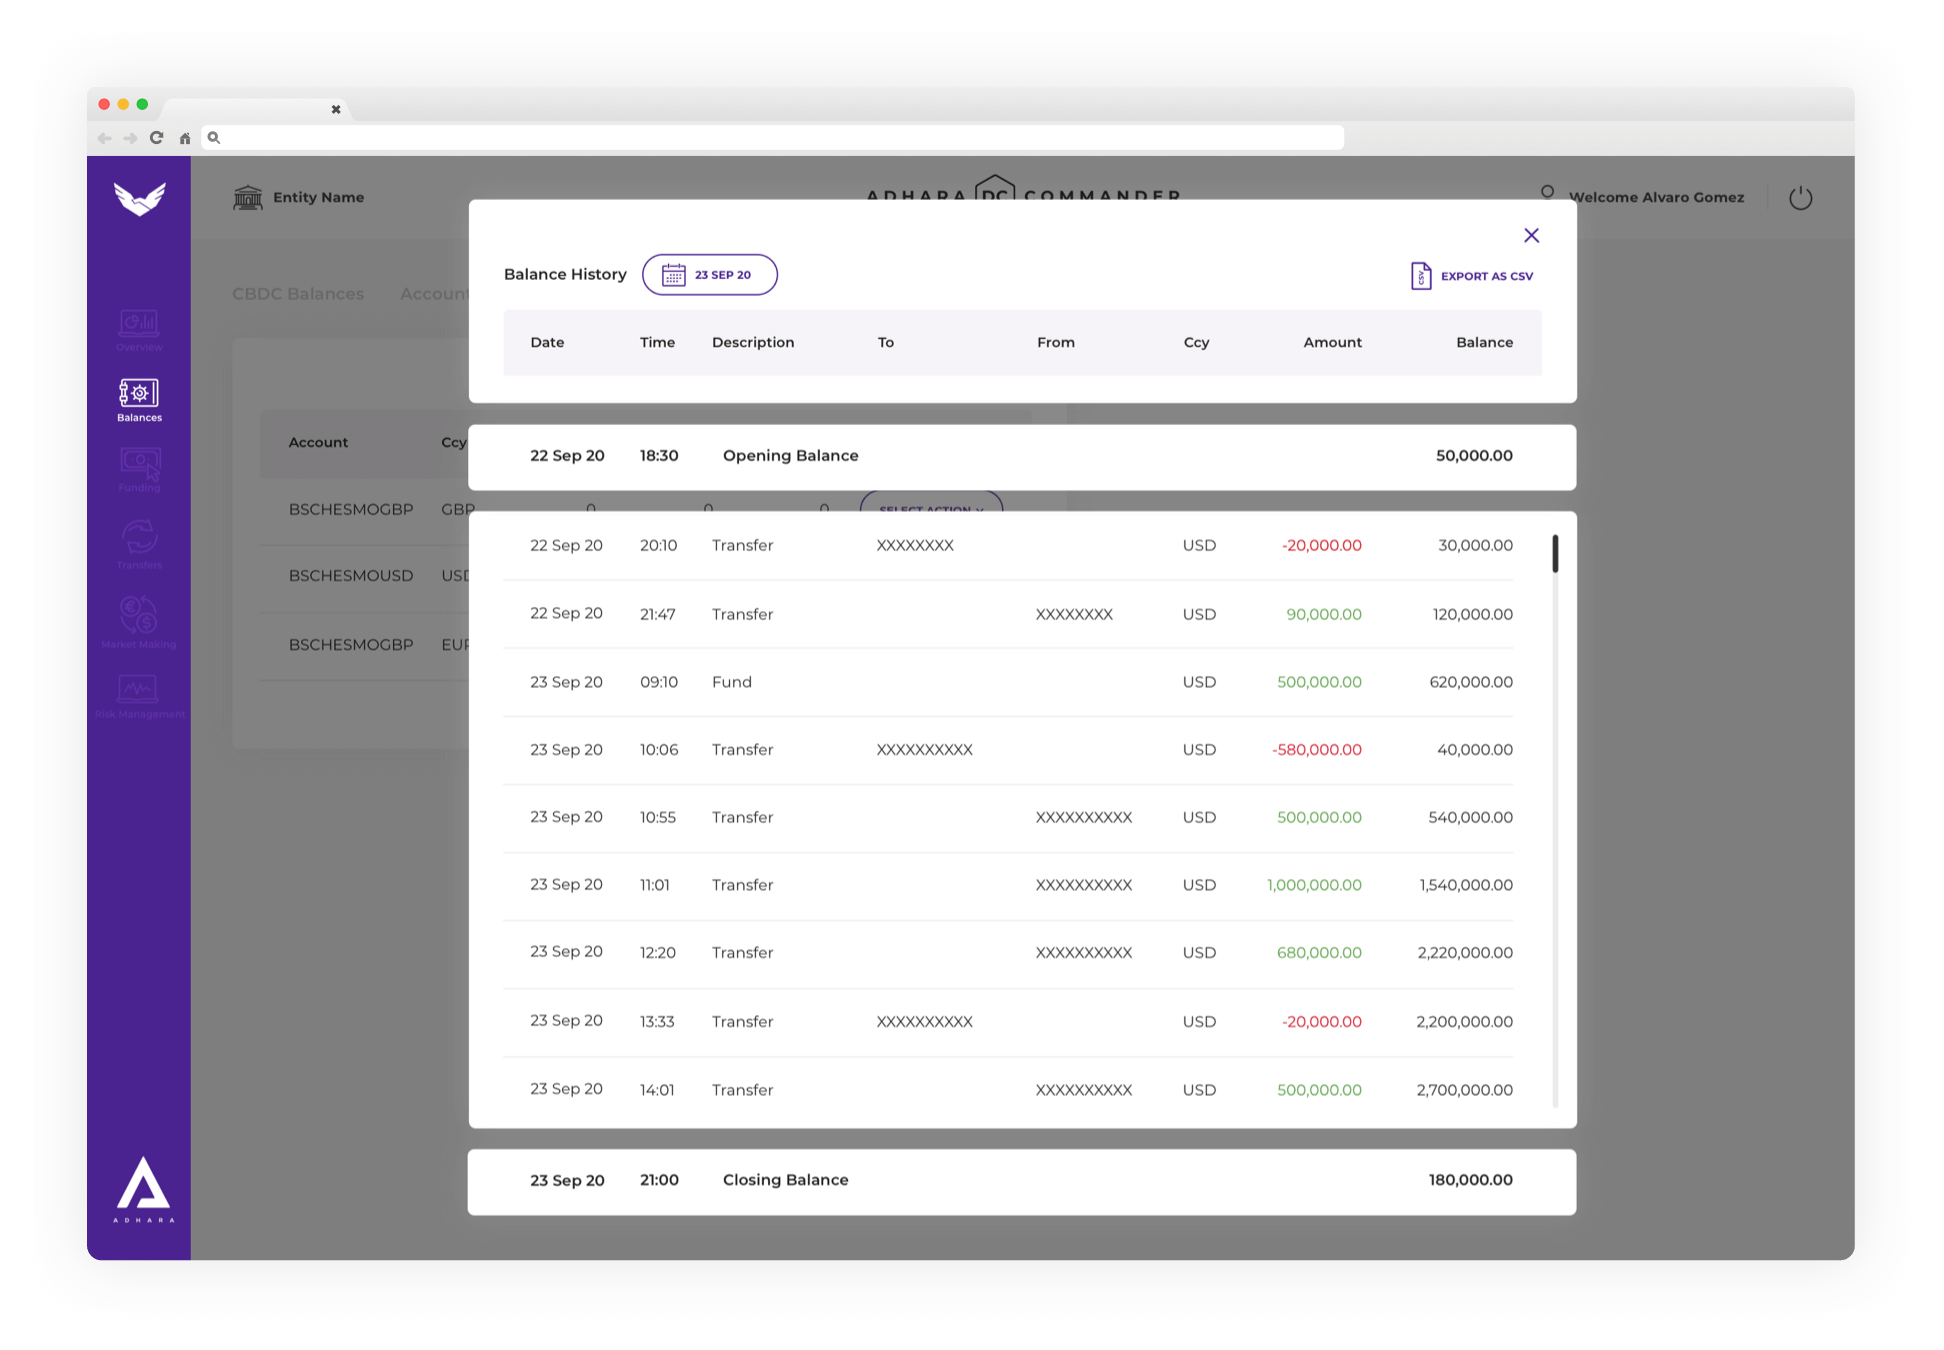 Entity Name
ADHARA DC COMMANDER
Welcome Alvaro Gomez
Balance History
23 SEP 20
CSV
EXPORT AS CSV
CBDC Balances
Account
Date Time Description To From Ccy Amount Balance
Overview
Balances
Funding
Transfers
Market Making
Risk Management
Account Ccy
22 Sep 20 18:30 Opening Balance 50,000.00
BSCHESMOGBP GBP 0 0 0 SELECT ACTION
BSCHESMOUSD USD
BSCHESMOGBP EUR
22 Sep 20 20:10 Transfer XXXXXXXX USD -20,000.00 30,000.00
22 Sep 20 21:47 Transfer XXXXXXXX USD 90,000.00 120,000.00
23 Sep 20 09:10 Fund USD 500,000.00 620,000.00
23 Sep 20 10:06 Transfer XXXXXXXXXX USD -580,000.00 40,000.00
23 Sep 20 10:55 Transfer XXXXXXXXXX USD 500,000.00 540,000.00
23 Sep 20 11:01 Transfer XXXXXXXXXX USD 1,000,000.00 1,540,000.00
23 Sep 20 12:20 Transfer XXXXXXXXXX USD 680,000.00 2,220,000.00
23 Sep 20 13:33 Transfer XXXXXXXXXX USD -20,000.00 2,200,000.00
23 Sep 20 14:01 Transfer XXXXXXXXXX USD 500,000.00 2,700,000.00
23 Sep 20 21:00 Closing Balance 180,000.00
ADHARA